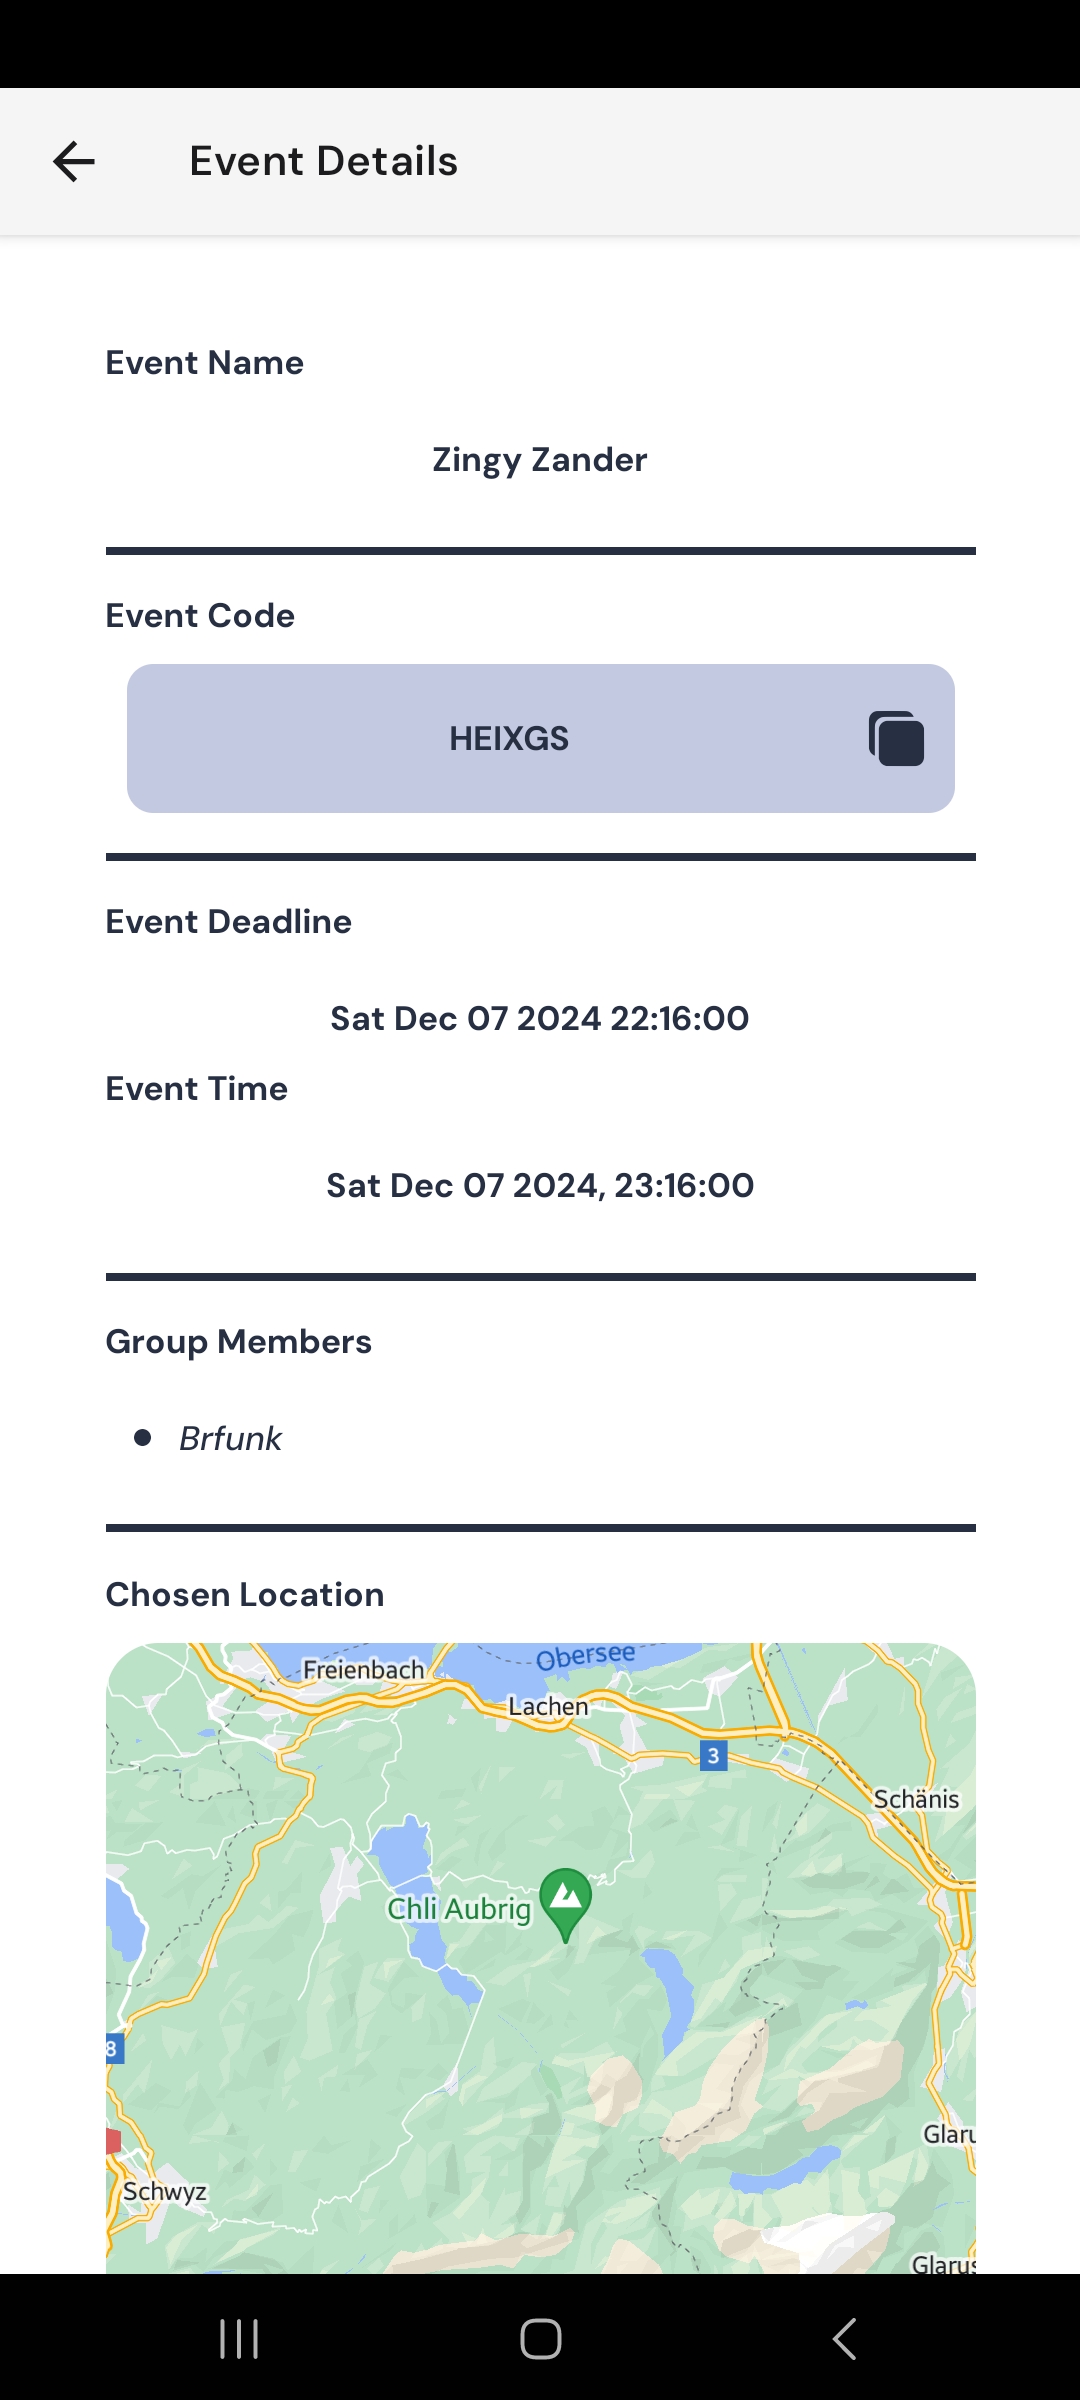 Event Details
Event Name
Zingy Zander
Event Code
HEIXGS
Event Deadline
Sat Dec 07 2024 22:16:00
Event Time
Sat Dec 07 2024, 23:16:00
Group Members
Brfunk
Chosen Location
Obersee
Freienbach
Lachen
3
Schänis
Chli Aubrig
8
Glaru
Schwyz
Glarus